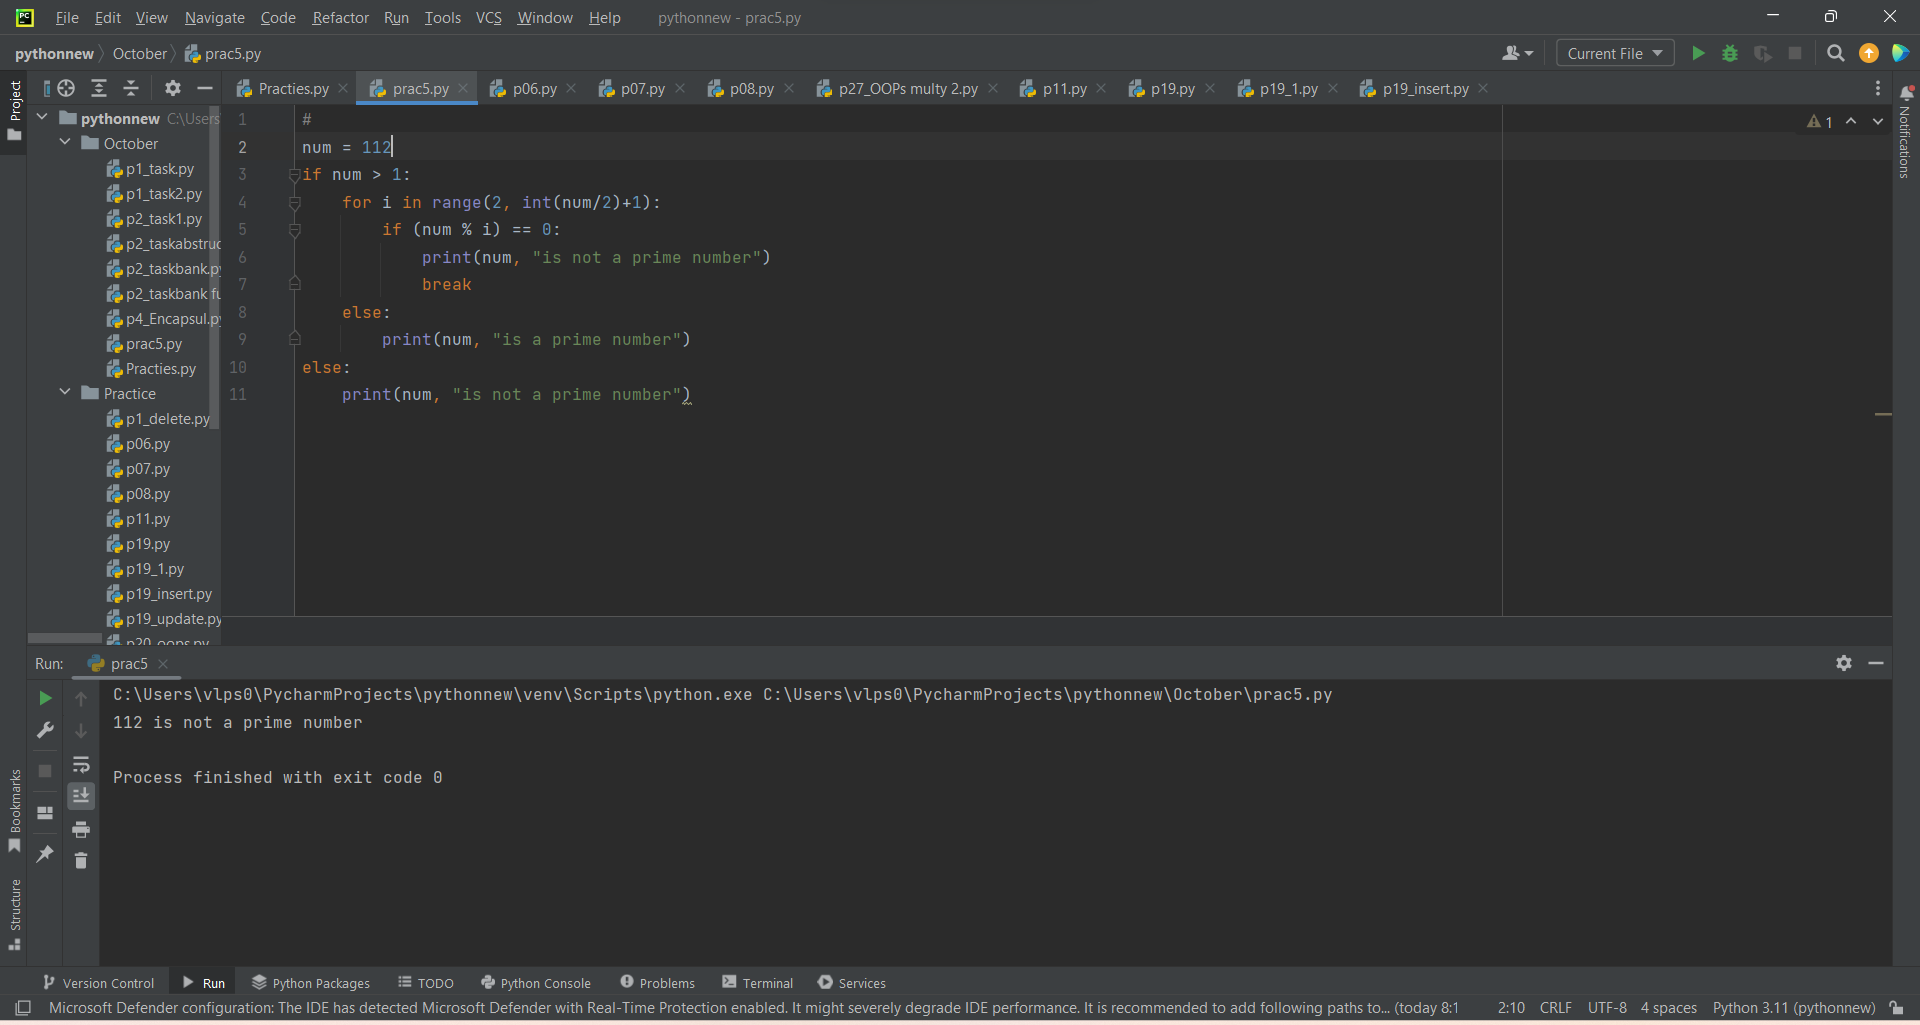 PC File Edit View Navigate Code Refactor Run Tools VCS Window Help pythonnew - prac5.py
pythonnew October prac5.py Current File
Project
Practies.py prac5.py p06.py p07.py p08.py p27_OOPs multy 2.py p11.py p19.py p19_1.py p19_insert.py
Notifications
pythonnew C:\Users
October
p1_task.py
p1_task2.py
p2_task1.py
p2_taskabstruc
p2_taskbank.py
p2_taskbank fu
p4_Encapsul.py
prac5.py
Practies.py
Practice
p1_delete.py
p06.py
p07.py
p08.py
p11.py
p19.py
p19_1.py
p19_insert.py
p19_update.py
p20_oops.py
1 #
2 num = 112
3 if num > 1:
4 for i in range(2, int(num/2)+1):
5 if (num % i) == 0:
6 print(num, "is not a prime number")
7 break
8 else:
9 print(num, "is a prime number")
10 else:
11 print(num, "is not a prime number")
1
Run: prac5
C:\Users\vlps0\PycharmProjects\pythonnew\venv\Scripts\python.exe C:\Users\vlps0\PycharmProjects\pythonnew\October\prac5.py
112 is not a prime number
Process finished with exit code 0
Bookmarks
Structure
Version Control Run Python Packages TODO Python Console Problems Terminal Services
Microsoft Defender configuration: The IDE has detected Microsoft Defender with Real-Time Protection enabled. It might severely degrade IDE performance. It is recommended to add following paths to... (today 8:1 2:10 CRLF UTF-8 4 spaces Python 3.11 (pythonnew)